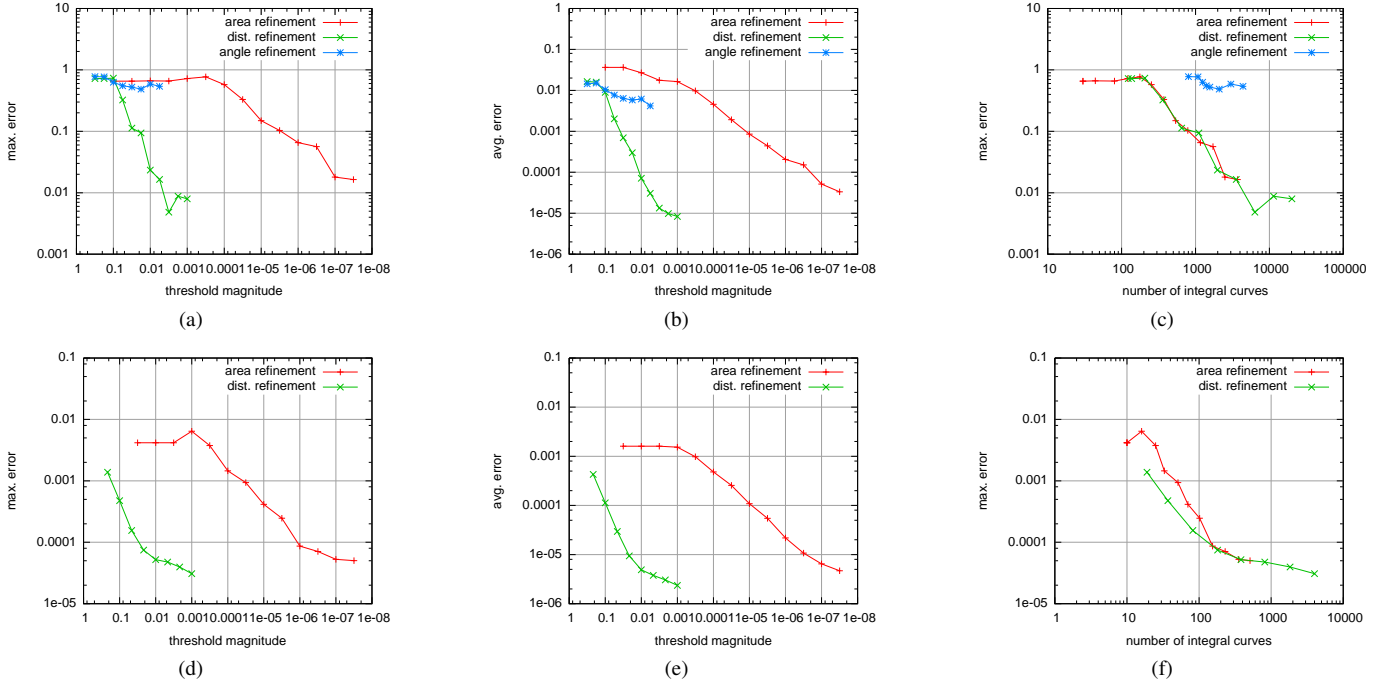 10
1
0.1
0.01
0.001
1 0.1 0.01 0.001 0.0001 1e-05 1e-06 1e-07 1e-08
max. error
threshold magnitude
area refinement
dist. refinement
angle refinement
(a)
1
0.1
0.01
0.001
0.0001
1e-05
1e-06
1 0.1 0.01 0.001 0.0001 1e-05 1e-06 1e-07 1e-08
avg. error
threshold magnitude
area refinement
dist. refinement
angle refinement
(b)
10
1
0.1
0.01
0.001
10 100 1000 10000 100000
max. error
number of integral curves
area refinement
dist. refinement
angle refinement
(c)
0.1
0.01
0.001
0.0001
1e-05
1 0.1 0.01 0.001 0.0001 1e-05 1e-06 1e-07 1e-08
max. error
threshold magnitude
area refinement
dist. refinement
(d)
0.1
0.01
0.001
0.0001
1e-05
1e-06
1 0.1 0.01 0.001 0.0001 1e-05 1e-06 1e-07 1e-08
avg. error
threshold magnitude
area refinement
dist. refinement
(e)
0.1
0.01
0.001
0.0001
1e-05
1 10 100 1000 10000
max. error
number of integral curves
area refinement
dist. refinement
(f)